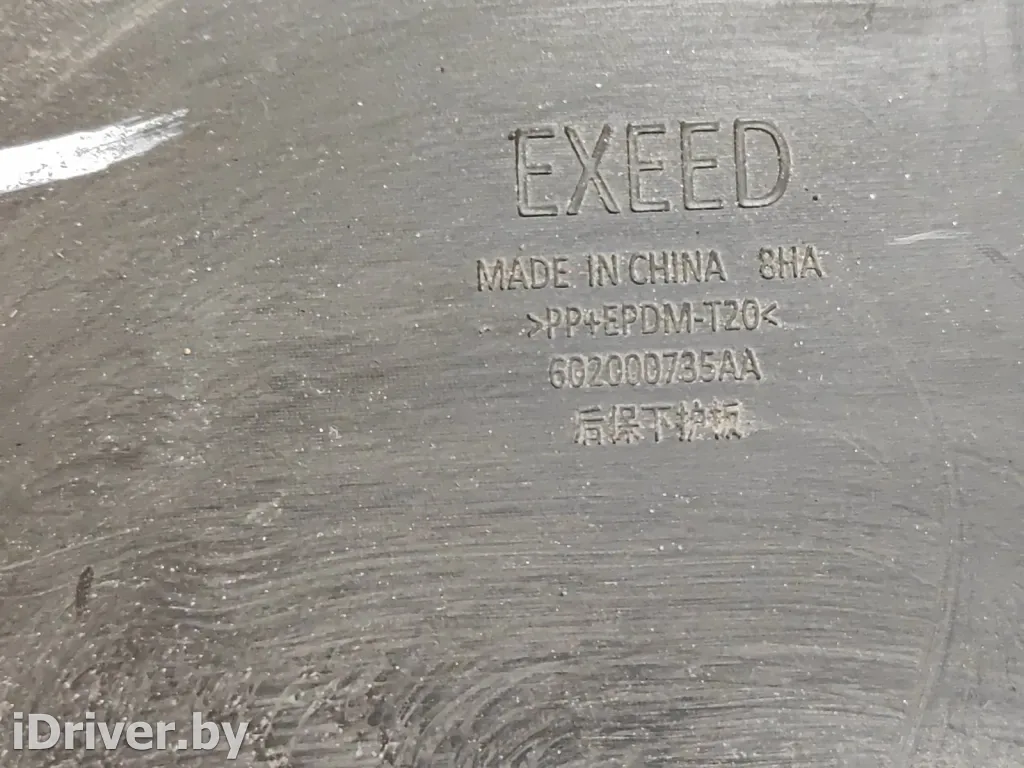 EXEED
MADE IN CHINA 8HA
>PP+EPDM-T20<
602000735AA
后保下护板
iDriver.by